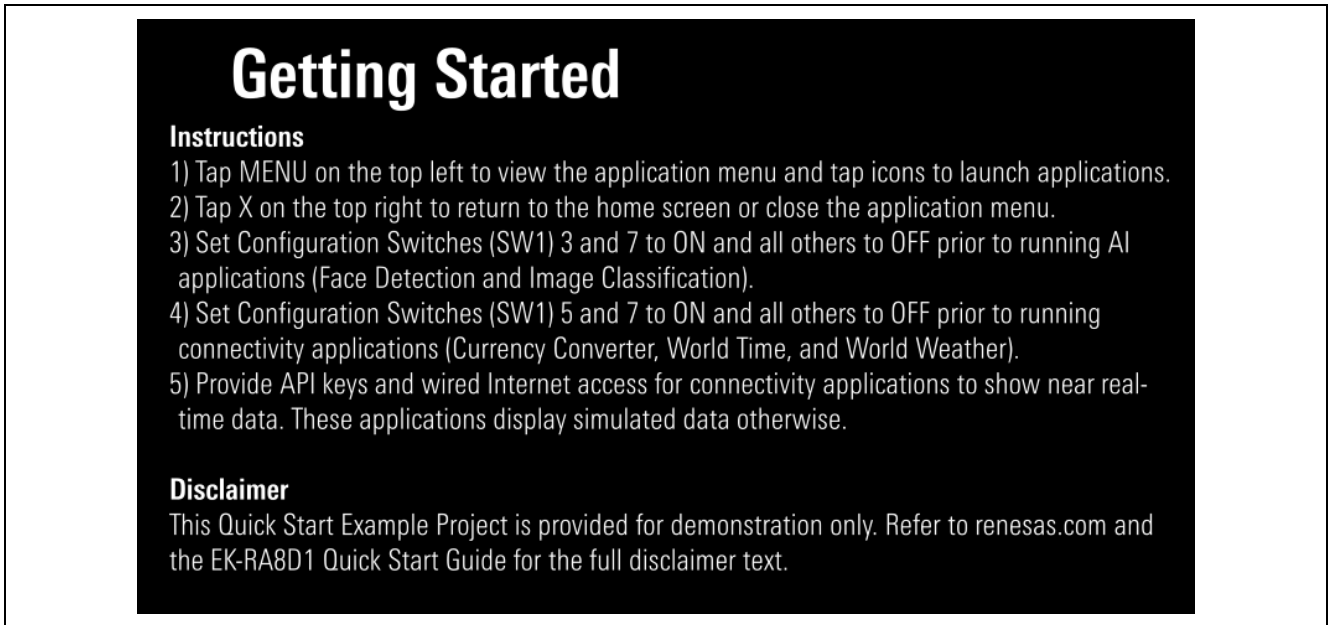 Getting Started
Instructions
1) Tap MENU on the top left to view the application menu and tap icons to launch applications.
2) Tap X on the top right to return to the home screen or close the application menu.
3) Set Configuration Switches (SW1) 3 and 7 to ON and all others to OFF prior to running AI
applications (Face Detection and Image Classification).
4) Set Configuration Switches (SW1) 5 and 7 to ON and all others to OFF prior to running
connectivity applications (Currency Converter, World Time, and World Weather).
5) Provide API keys and wired Internet access for connectivity applications to show near real-
time data. These applications display simulated data otherwise.
Disclaimer
This Quick Start Example Project is provided for demonstration only. Refer to renesas.com and
the EK-RA8D1 Quick Start Guide for the full disclaimer text.